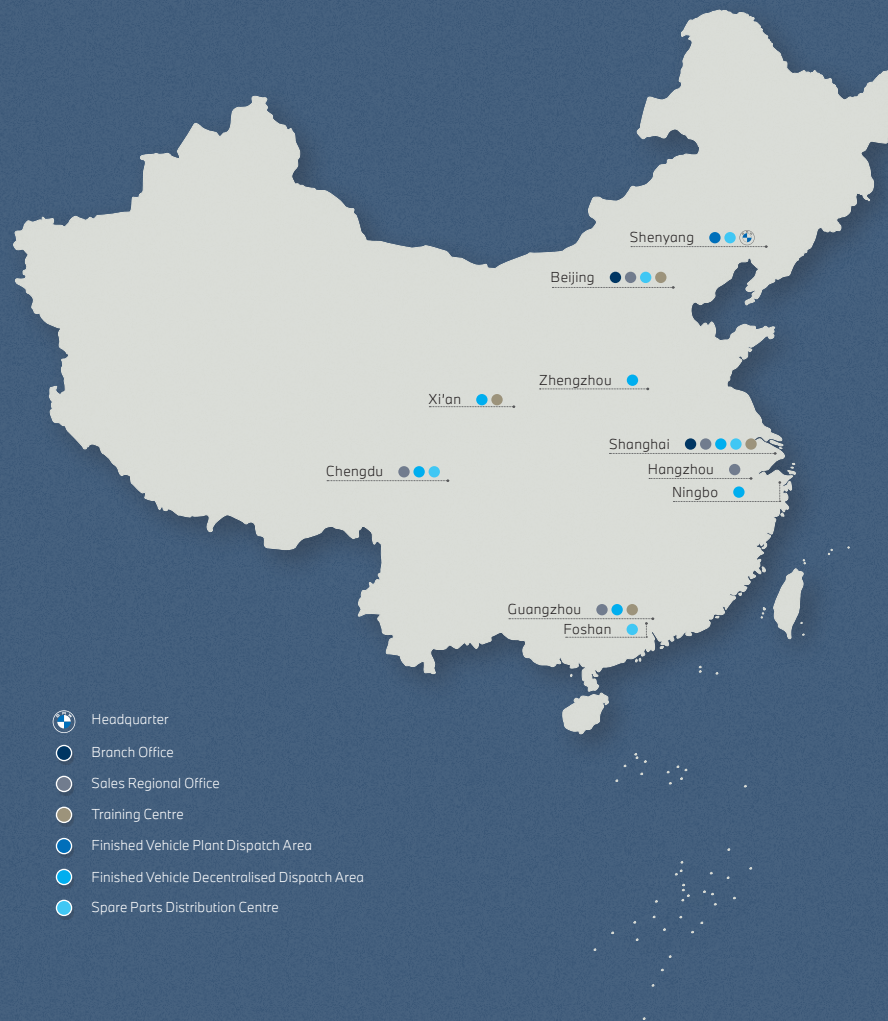 Shenyang
Beijing
Zhengzhou
Xi'an
Shanghai
Chengdu
Hangzhou
Ningbo
Guangzhou
Foshan
Headquarter
Branch Office
Sales Regional Office
Training Centre
Finished Vehicle Plant Dispatch Area
Finished Vehicle Decentralised Dispatch Area
Spare Parts Distribution Centre